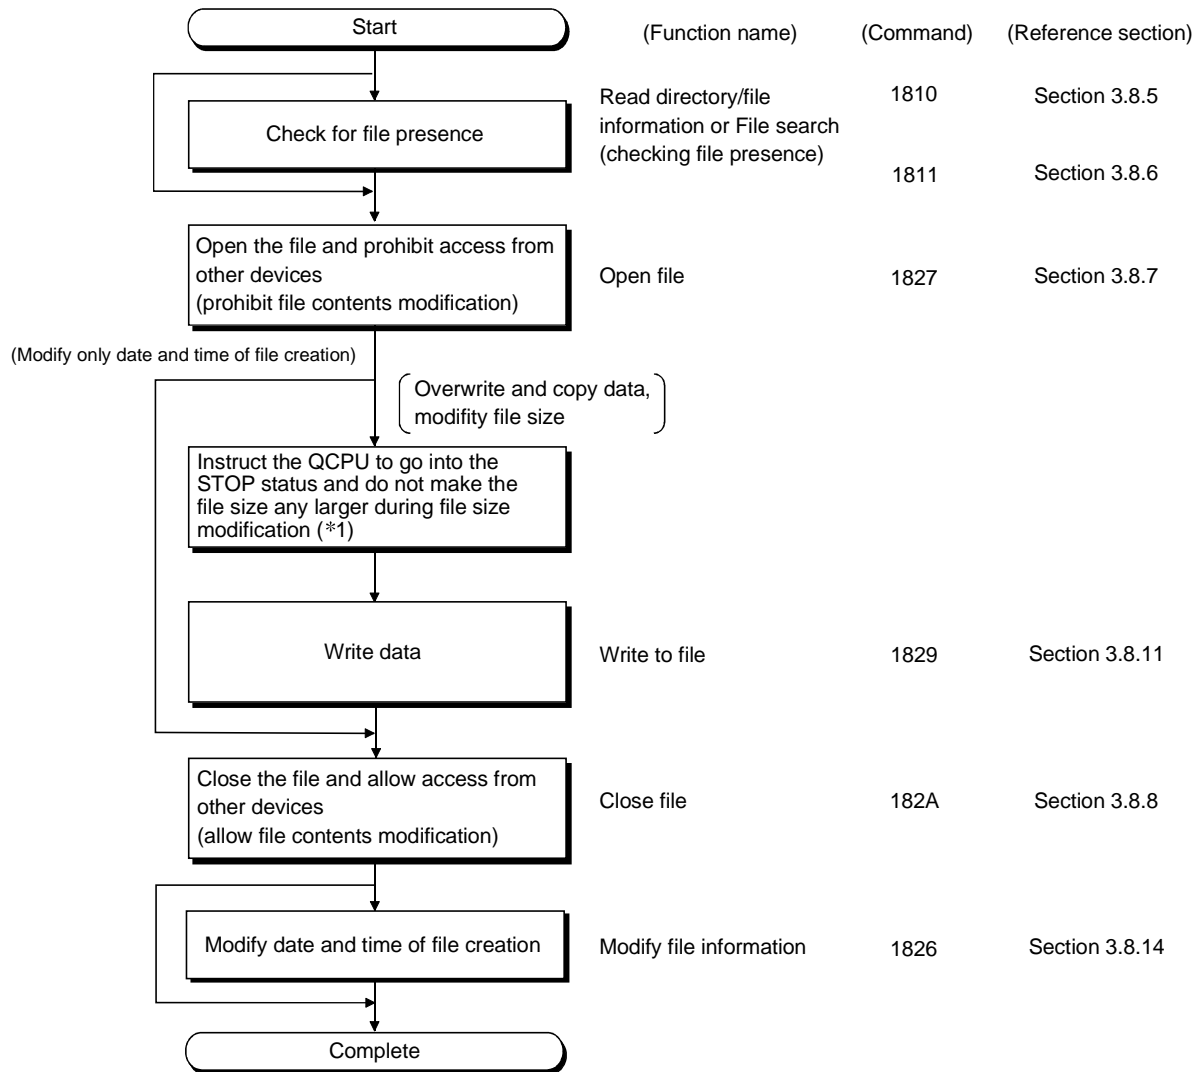 Start
(Function name) (Command) (Reference section)
Check for file presence
Read directory/file
information or File search
(checking file presence)
1810 Section 3.8.5
1811 Section 3.8.6
Open the file and prohibit access from
other devices
(prohibit file contents modification)
Open file 1827 Section 3.8.7
(Modify only date and time of file creation)
Overwrite and copy data,
modifity file size
Instruct the QCPU to go into the
STOP status and do not make the
file size any larger during file size
modification (*1)
Write data Write to file 1829 Section 3.8.11
Close the file and allow access from
other devices
(allow file contents modification)
Close file 182A Section 3.8.8
Modify date and time of file creation Modify file information 1826 Section 3.8.14
Complete